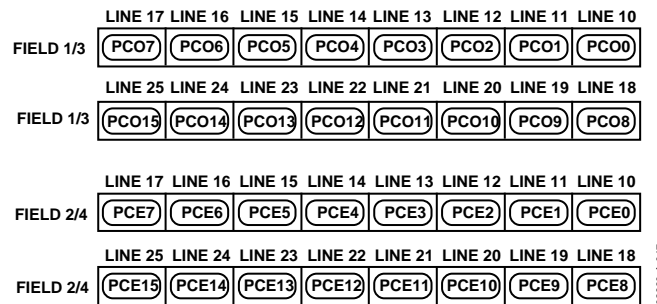 LINE 17 LINE 16 LINE 15 LINE 14 LINE 13 LINE 12 LINE 11 LINE 10
FIELD 1/3 PCO7 PCO6 PCO5 PCO4 PCO3 PCO2 PCO1 PCO0
LINE 25 LINE 24 LINE 23 LINE 22 LINE 21 LINE 20 LINE 19 LINE 18
FIELD 1/3 PCO15 PCO14 PCO13 PCO12 PCO11 PCO10 PCO9 PCO8
LINE 17 LINE 16 LINE 15 LINE 14 LINE 13 LINE 12 LINE 11 LINE 10
FIELD 2/4 PCE7 PCE6 PCE5 PCE4 PCE3 PCE2 PCE1 PCE0
LINE 25 LINE 24 LINE 23 LINE 22 LINE 21 LINE 20 LINE 19 LINE 18
FIELD 2/4 PCE15 PCE14 PCE13 PCE12 PCE11 PCE10 PCE9 PCE8